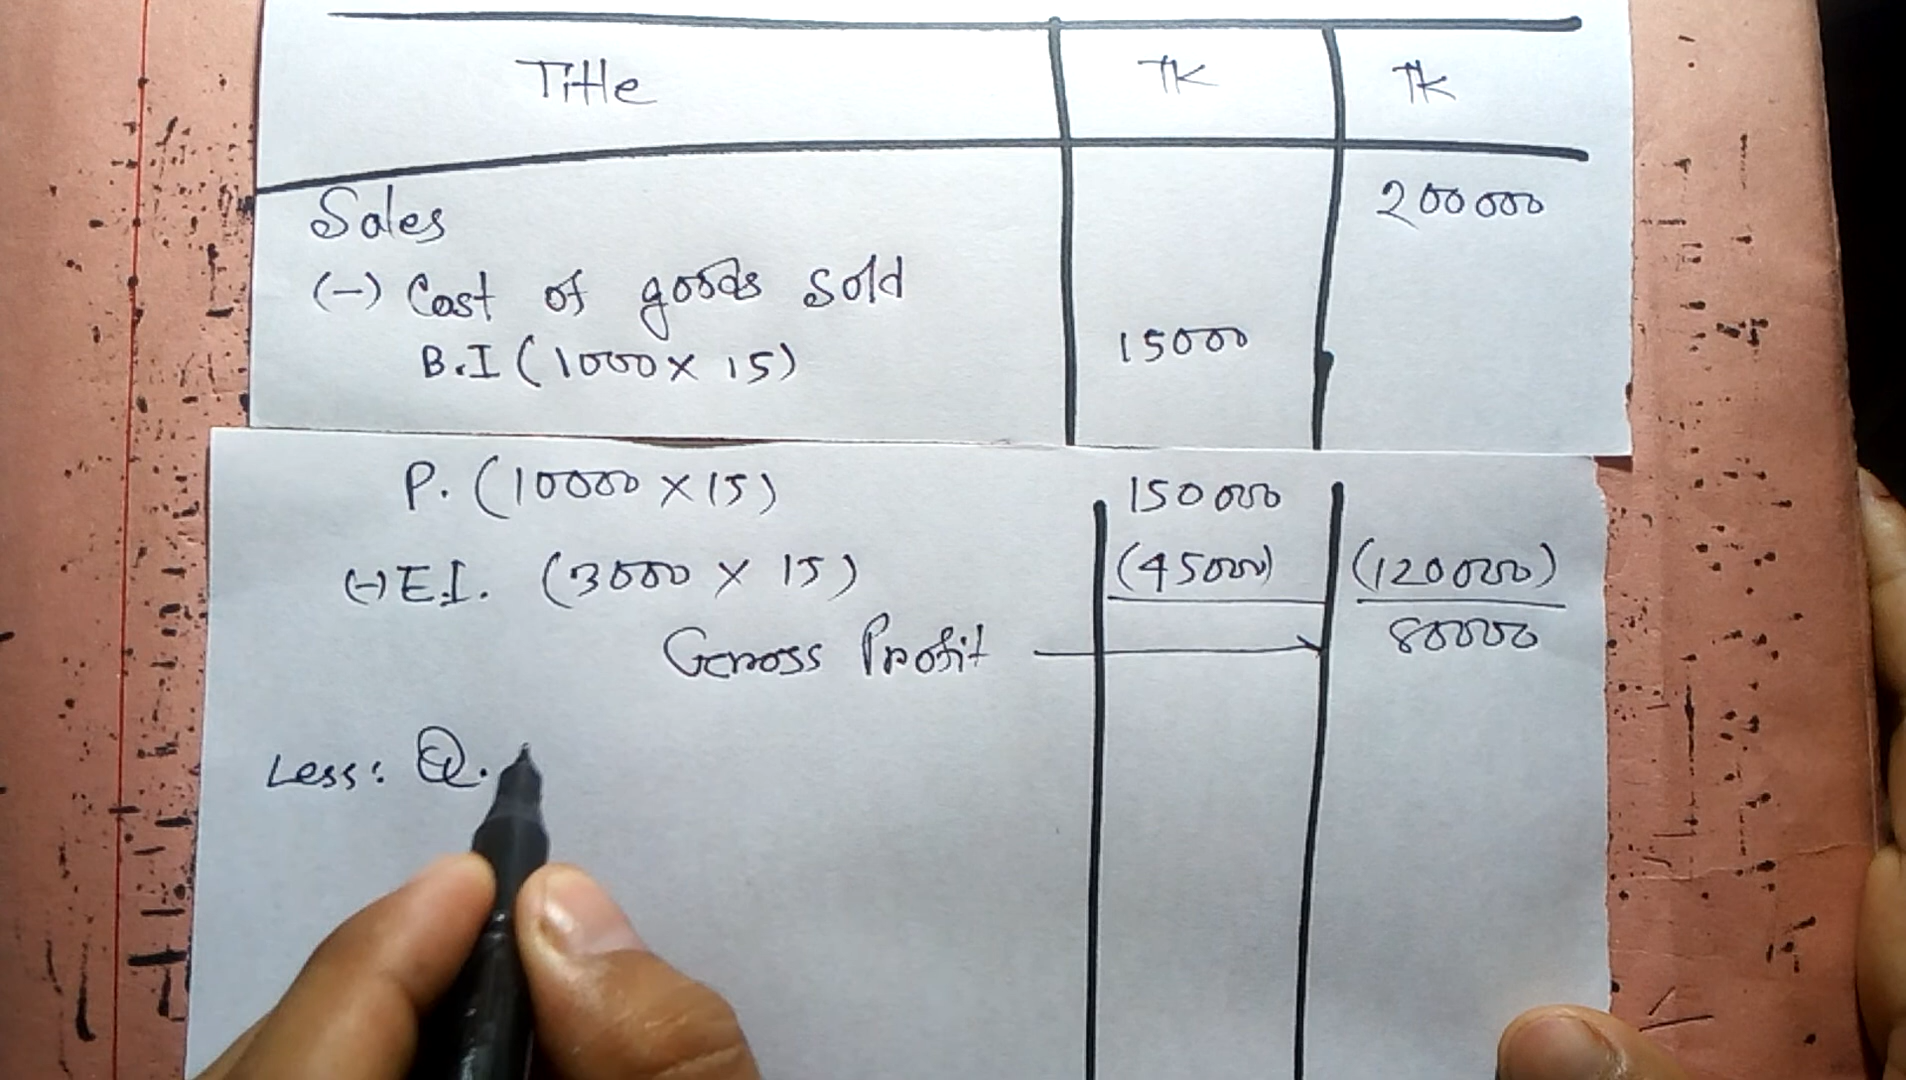 Title TK TK
Sales 200000
(-) Cost of goods sold
B.I (1000 × 15) 15000
P. (10000 × 15) 150000
(-) E.I. (3000 × 15) (45000) (120000)
Gross Profit 80000
Less: O.